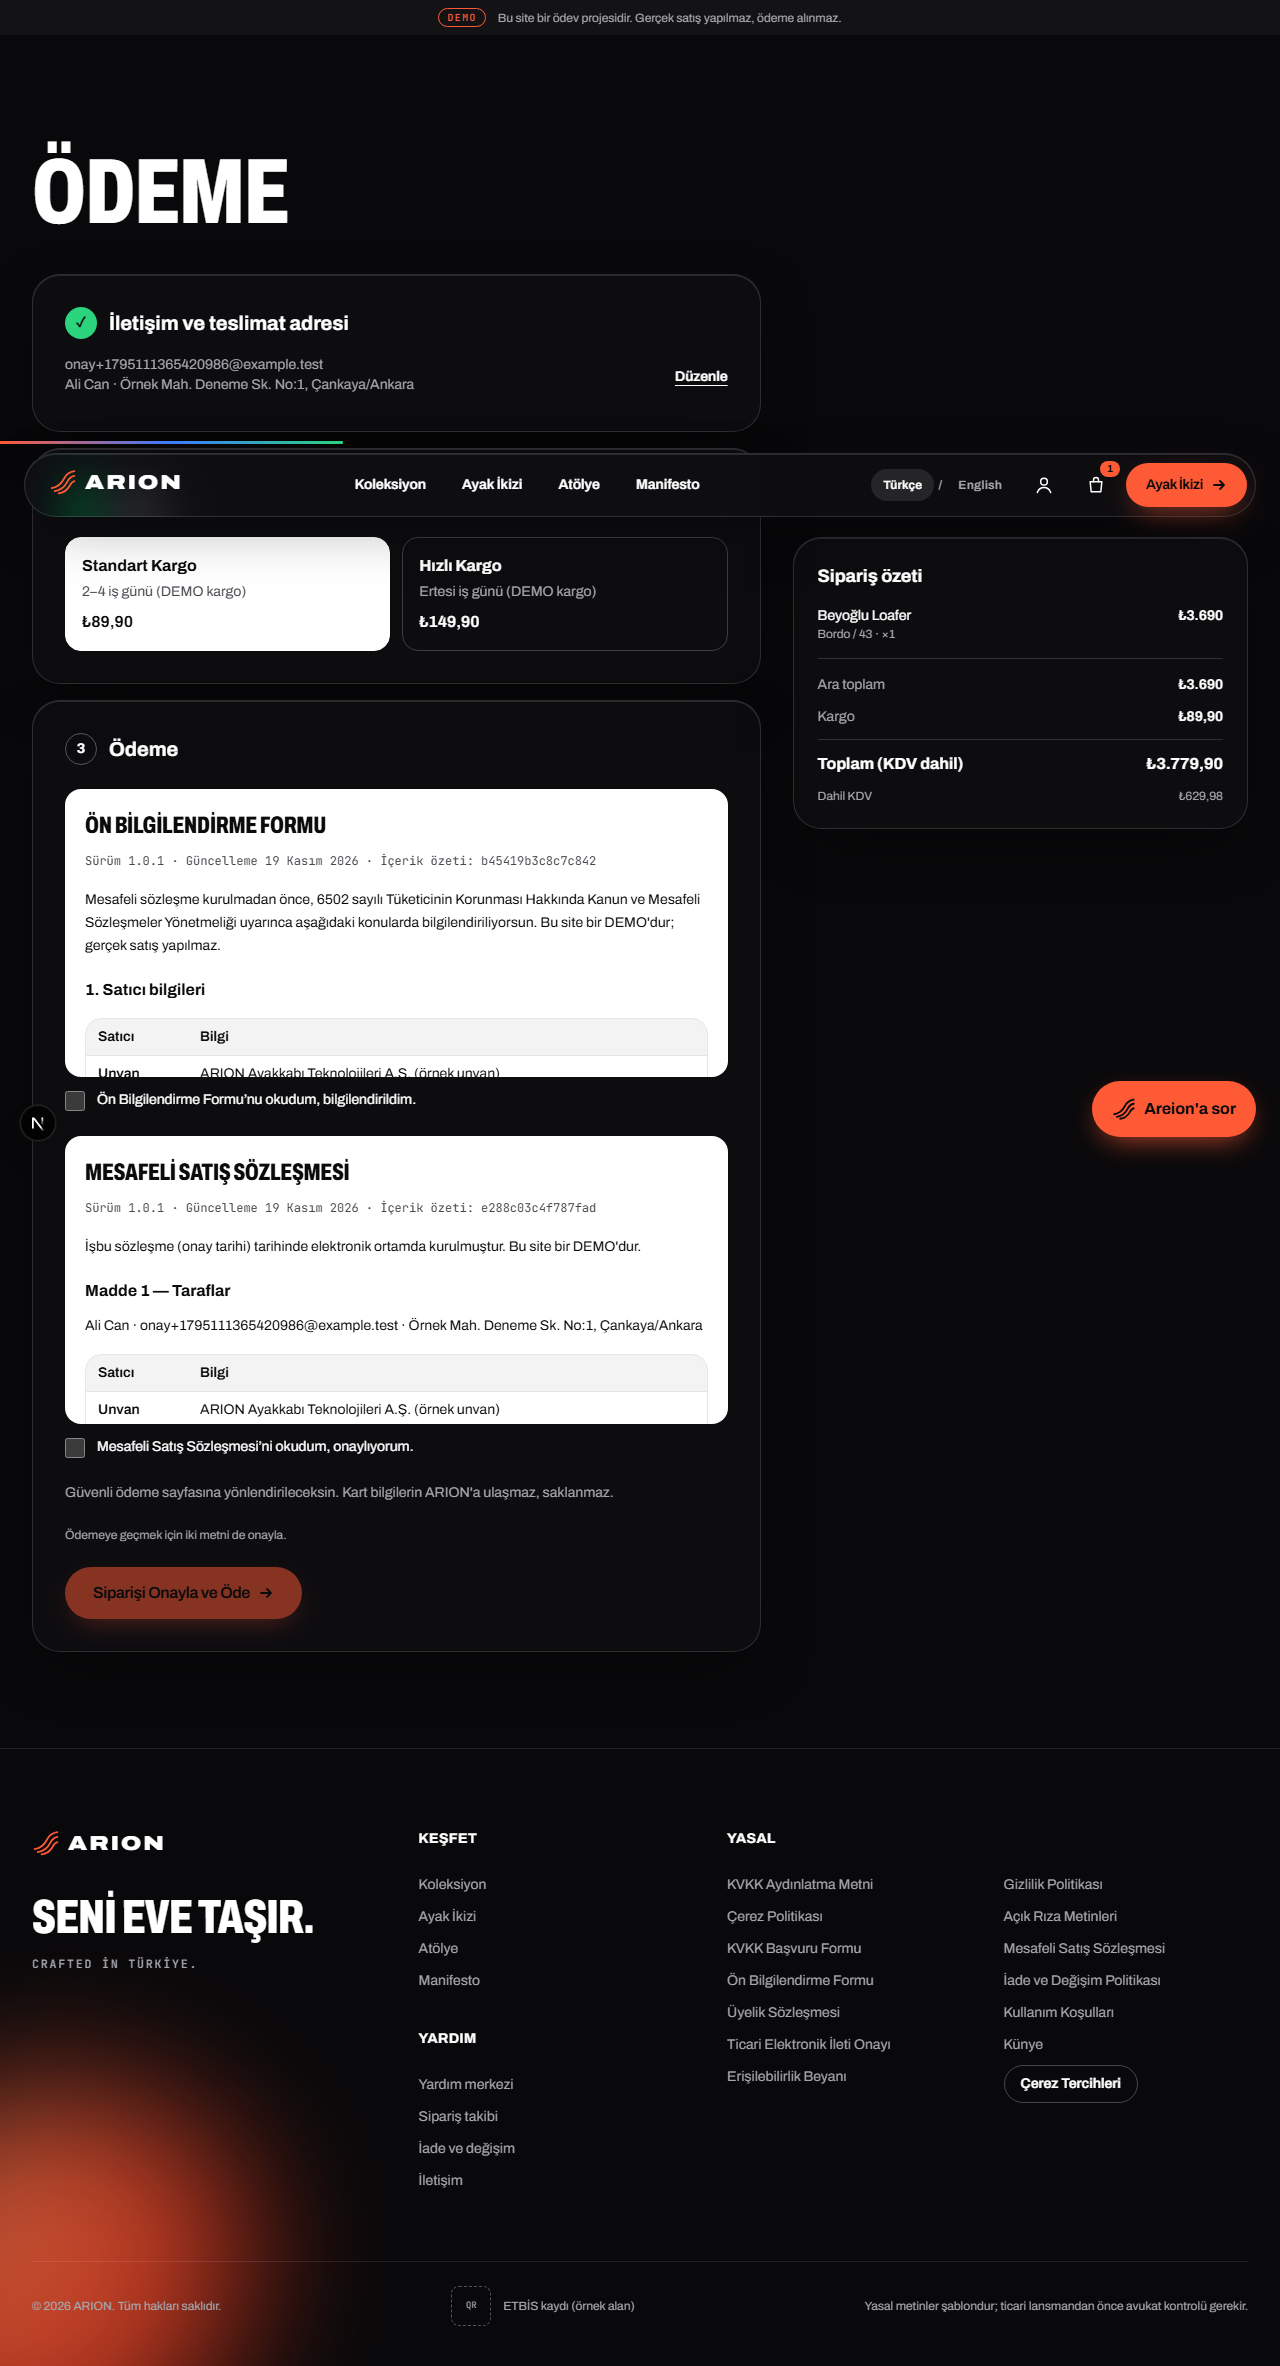 DEMO Bu site bir ödev projesidir. Gerçek satış yapılmaz, ödeme alınmaz.
ÖDEME
✓ İletişim ve teslimat adresi
onay+1795111365420986@example.test
Ali Can · Örnek Mah. Deneme Sk. No:1, Çankaya/Ankara
Düzenle
ARION
Koleksiyon Ayak İkizi Atölye Manifesto
Türkçe / English
1
Ayak İkizi →
Standart Kargo
2–4 iş günü (DEMO kargo)
₺89,90
Hızlı Kargo
Ertesi iş günü (DEMO kargo)
₺149,90
Sipariş özeti
Beyoğlu Loafer ₺3.690
Bordo / 43 · ×1
Ara toplam ₺3.690
Kargo ₺89,90
Toplam (KDV dahil) ₺3.779,90
Dahil KDV ₺629,98
3 Ödeme
ÖN BİLGİLENDİRME FORMU
Sürüm 1.0.1 · Güncelleme 19 Kasım 2026 · İçerik özeti: b45419b3c8c7c842
Mesafeli sözleşme kurulmadan önce, 6502 sayılı Tüketicinin Korunması Hakkında Kanun ve Mesafeli
Sözleşmeler Yönetmeliği uyarınca aşağıdaki konularda bilgilendiriliyorsun. Bu site bir DEMO'dur;
gerçek satış yapılmaz.
1. Satıcı bilgileri
Satıcı Bilgi
Unvan ARION Ayakkabı Teknolojileri A.Ş. (örnek unvan)
Ön Bilgilendirme Formu’nu okudum, bilgilendirildim.
N
Areion'a sor
MESAFELİ SATIŞ SÖZLEŞMESİ
Sürüm 1.0.1 · Güncelleme 19 Kasım 2026 · İçerik özeti: e288c03c4f787fad
İşbu sözleşme (onay tarihi) tarihinde elektronik ortamda kurulmuştur. Bu site bir DEMO'dur.
Madde 1 — Taraflar
Ali Can · onay+1795111365420986@example.test · Örnek Mah. Deneme Sk. No:1, Çankaya/Ankara
Satıcı Bilgi
Unvan ARION Ayakkabı Teknolojileri A.Ş. (örnek unvan)
Mesafeli Satış Sözleşmesi’ni okudum, onaylıyorum.
Güvenli ödeme sayfasına yönlendirileceksin. Kart bilgilerin ARION'a ulaşmaz, saklanmaz.
Ödemeye geçmek için iki metni de onayla.
Siparişi Onayla ve Öde →
ARION
SENİ EVE TAŞIR.
CRAFTED İN TÜRKİYE.
KEŞFET
Koleksiyon
Ayak İkizi
Atölye
Manifesto
YARDIM
Yardım merkezi
Sipariş takibi
İade ve değişim
İletişim
YASAL
KVKK Aydınlatma Metni
Çerez Politikası
KVKK Başvuru Formu
Ön Bilgilendirme Formu
Üyelik Sözleşmesi
Ticari Elektronik İleti Onayı
Erişilebilirlik Beyanı
Gizlilik Politikası
Açık Rıza Metinleri
Mesafeli Satış Sözleşmesi
İade ve Değişim Politikası
Kullanım Koşulları
Künye
Çerez Tercihleri
© 2026 ARION. Tüm hakları saklıdır.
QR
ETBİS kaydı (örnek alan)
Yasal metinler şablondur; ticari lansmandan önce avukat kontrolü gerekir.